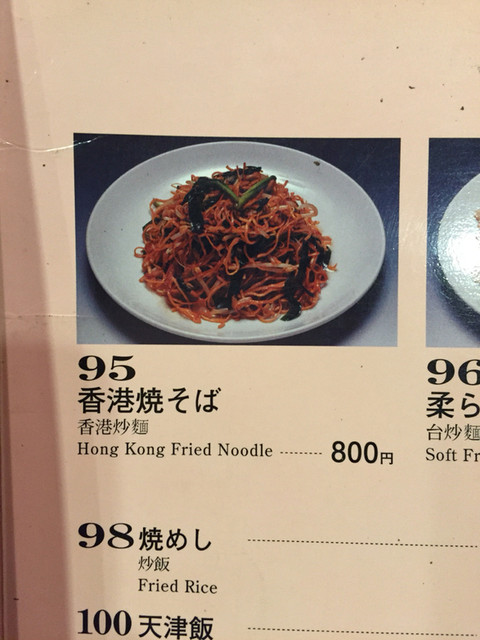 95
香港焼そば
香港炒麵
Hong Kong Fried Noodle 800円
96
柔ら
台炒麵
Soft Fr
98 焼めし
炒飯
Fried Rice
100 天津飯